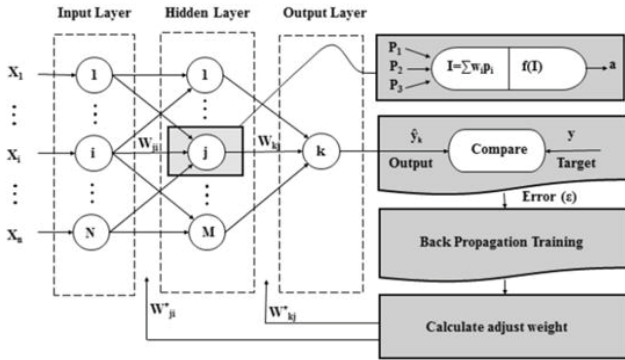 Input Layer
Hidden Layer
Output Layer
X₁
Xᵢ
Xₙ
1
i
N
Wⱼᵢ
1
j
M
Wₖⱼ
k
P₁
P₂
P₃
I=∑wᵢpᵢ
f(I)
a
ŷₖ
Output
Compare
y
Target
Error (ε)
Back Propagation Training
Calculate adjust weight
W*ⱼᵢ
W*ₖⱼ